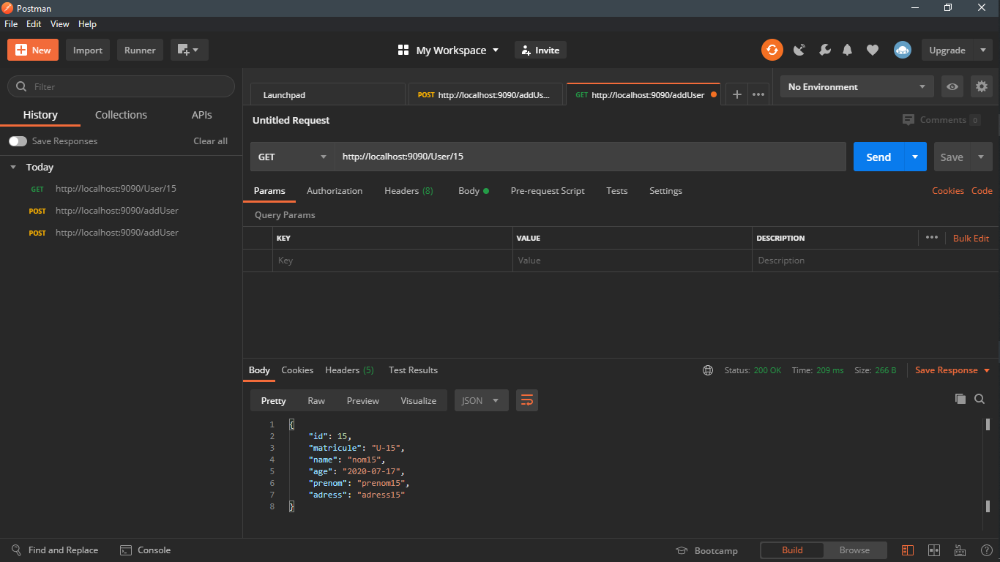 Postman
File Edit View Help
New Import Runner My Workspace Invite Upgrade
Filter
History Collections APIs
Save Responses Clear all
Today
GET http://localhost:9090/User/15
POST http://localhost:9090/addUser
POST http://localhost:9090/addUser
Launchpad POST http://localhost:9090/addUs... GET http://localhost:9090/addUser No Environment
Untitled Request Comments 0
GET http://localhost:9090/User/15 Send Save
Params Authorization Headers (8) Body Pre-request Script Tests Settings Cookies Code
Query Params
KEY VALUE DESCRIPTION Bulk Edit
Key Value Description
Body Cookies Headers (5) Test Results Status: 200 OK Time: 209 ms Size: 266 B Save Response
Pretty Raw Preview Visualize JSON
1 {
2 "id": 15,
3 "matricule": "U-15",
4 "name": "nom15",
5 "age": "2020-07-17",
6 "prenom": "prenom15",
7 "adress": "adress15"
8 }
Find and Replace Console Bootcamp Build Browse